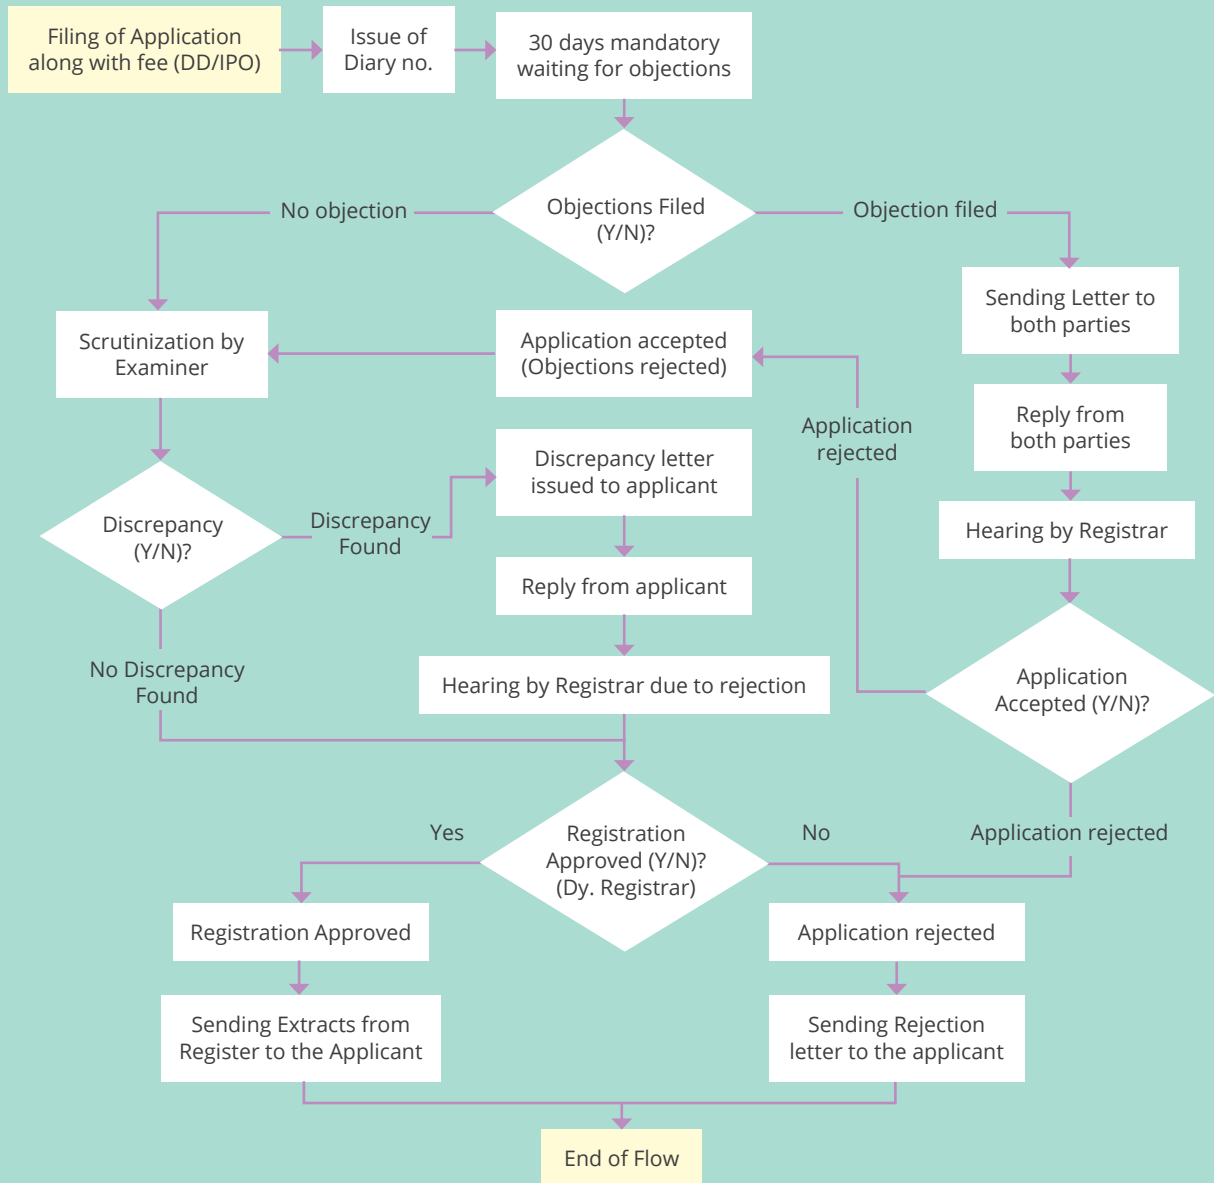 Filing of Application
along with fee (DD/IPO)
Issue of
Diary no.
30 days mandatory
waiting for objections
Objections Filed
(Y/N)?
No objection
Objection filed
Sending Letter to
both parties
Scrutinization by
Examiner
Application accepted
(Objections rejected)
Reply from
both parties
Application
rejected
Discrepancy letter
issued to applicant
Discrepancy
(Y/N)?
Discrepancy
Found
Hearing by Registrar
Reply from applicant
No Discrepancy
Found
Hearing by Registrar due to rejection
Application
Accepted (Y/N)?
Yes
Registration
Approved (Y/N)?
(Dy. Registrar)
No
Application rejected
Registration Approved
Application rejected
Sending Extracts from
Register to the Applicant
Sending Rejection
letter to the applicant
End of Flow